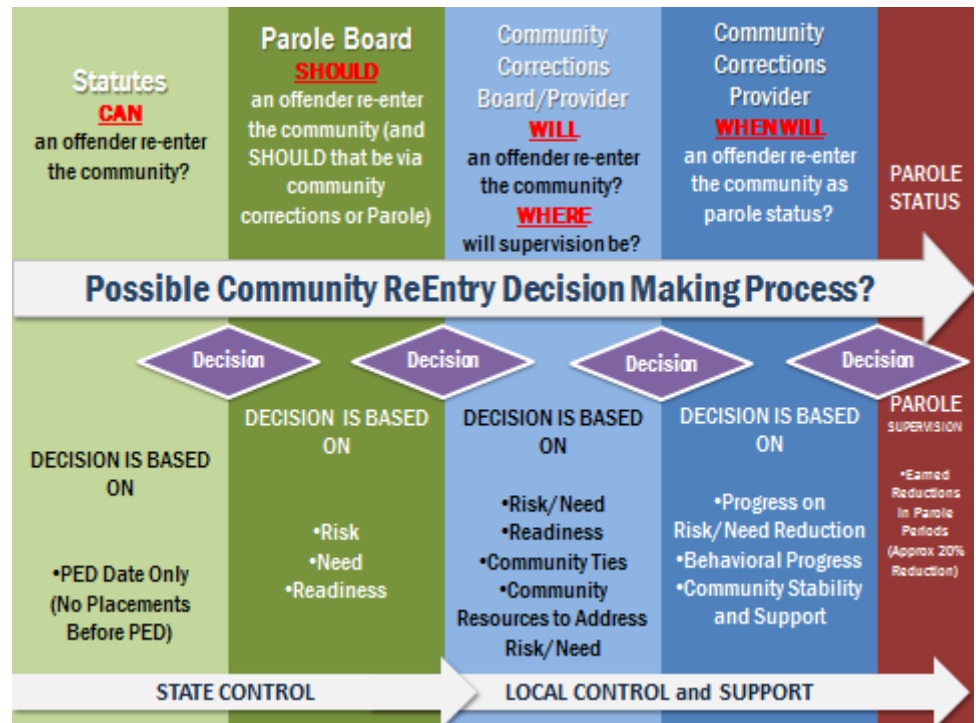 Statutes
CAN
an offender re-enter
the community?
Parole Board
SHOULD
an offender re-enter
the community (and
SHOULD that be via
community
corrections or Parole)
Community
Corrections
Board/Provider
WILL
an offender re-enter
the community?
WHERE
will supervision be?
Community
Corrections
Provider
WHEN WILL
an offender re-enter
the community as
parole status?
PAROLE
STATUS
Possible Community ReEntry Decision Making Process?
Decision
Decision
Decision
Decision
DECISION IS BASED
ON
•PED Date Only
(No Placements
Before PED)
DECISION IS BASED
ON
•Risk
•Need
•Readiness
DECISION IS BASED
ON
•Risk/Need
•Readiness
•Community Ties
•Community
Resources to Address
Risk/Need
DECISION IS BASED
ON
•Progress on
Risk/Need Reduction
•Behavioral Progress
•Community Stability
and Support
PAROLE
SUPERVISION
•Earned
Reductions
In Parole
Periods
(Approx 20%
Reduction)
STATE CONTROL
LOCAL CONTROL and SUPPORT